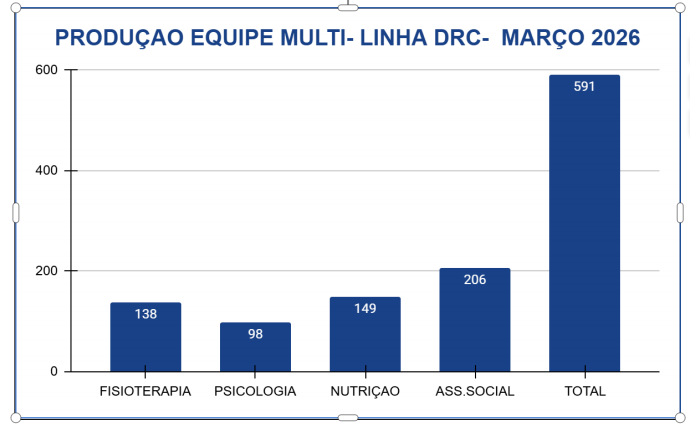 PRODUÇAO EQUIPE MULTI- LINHA DRC-  MARÇO 2026
600
400
200
0
138
98
149
206
591
FISIOTERAPIA
PSICOLOGIA
NUTRIÇAO
ASS.SOCIAL
TOTAL